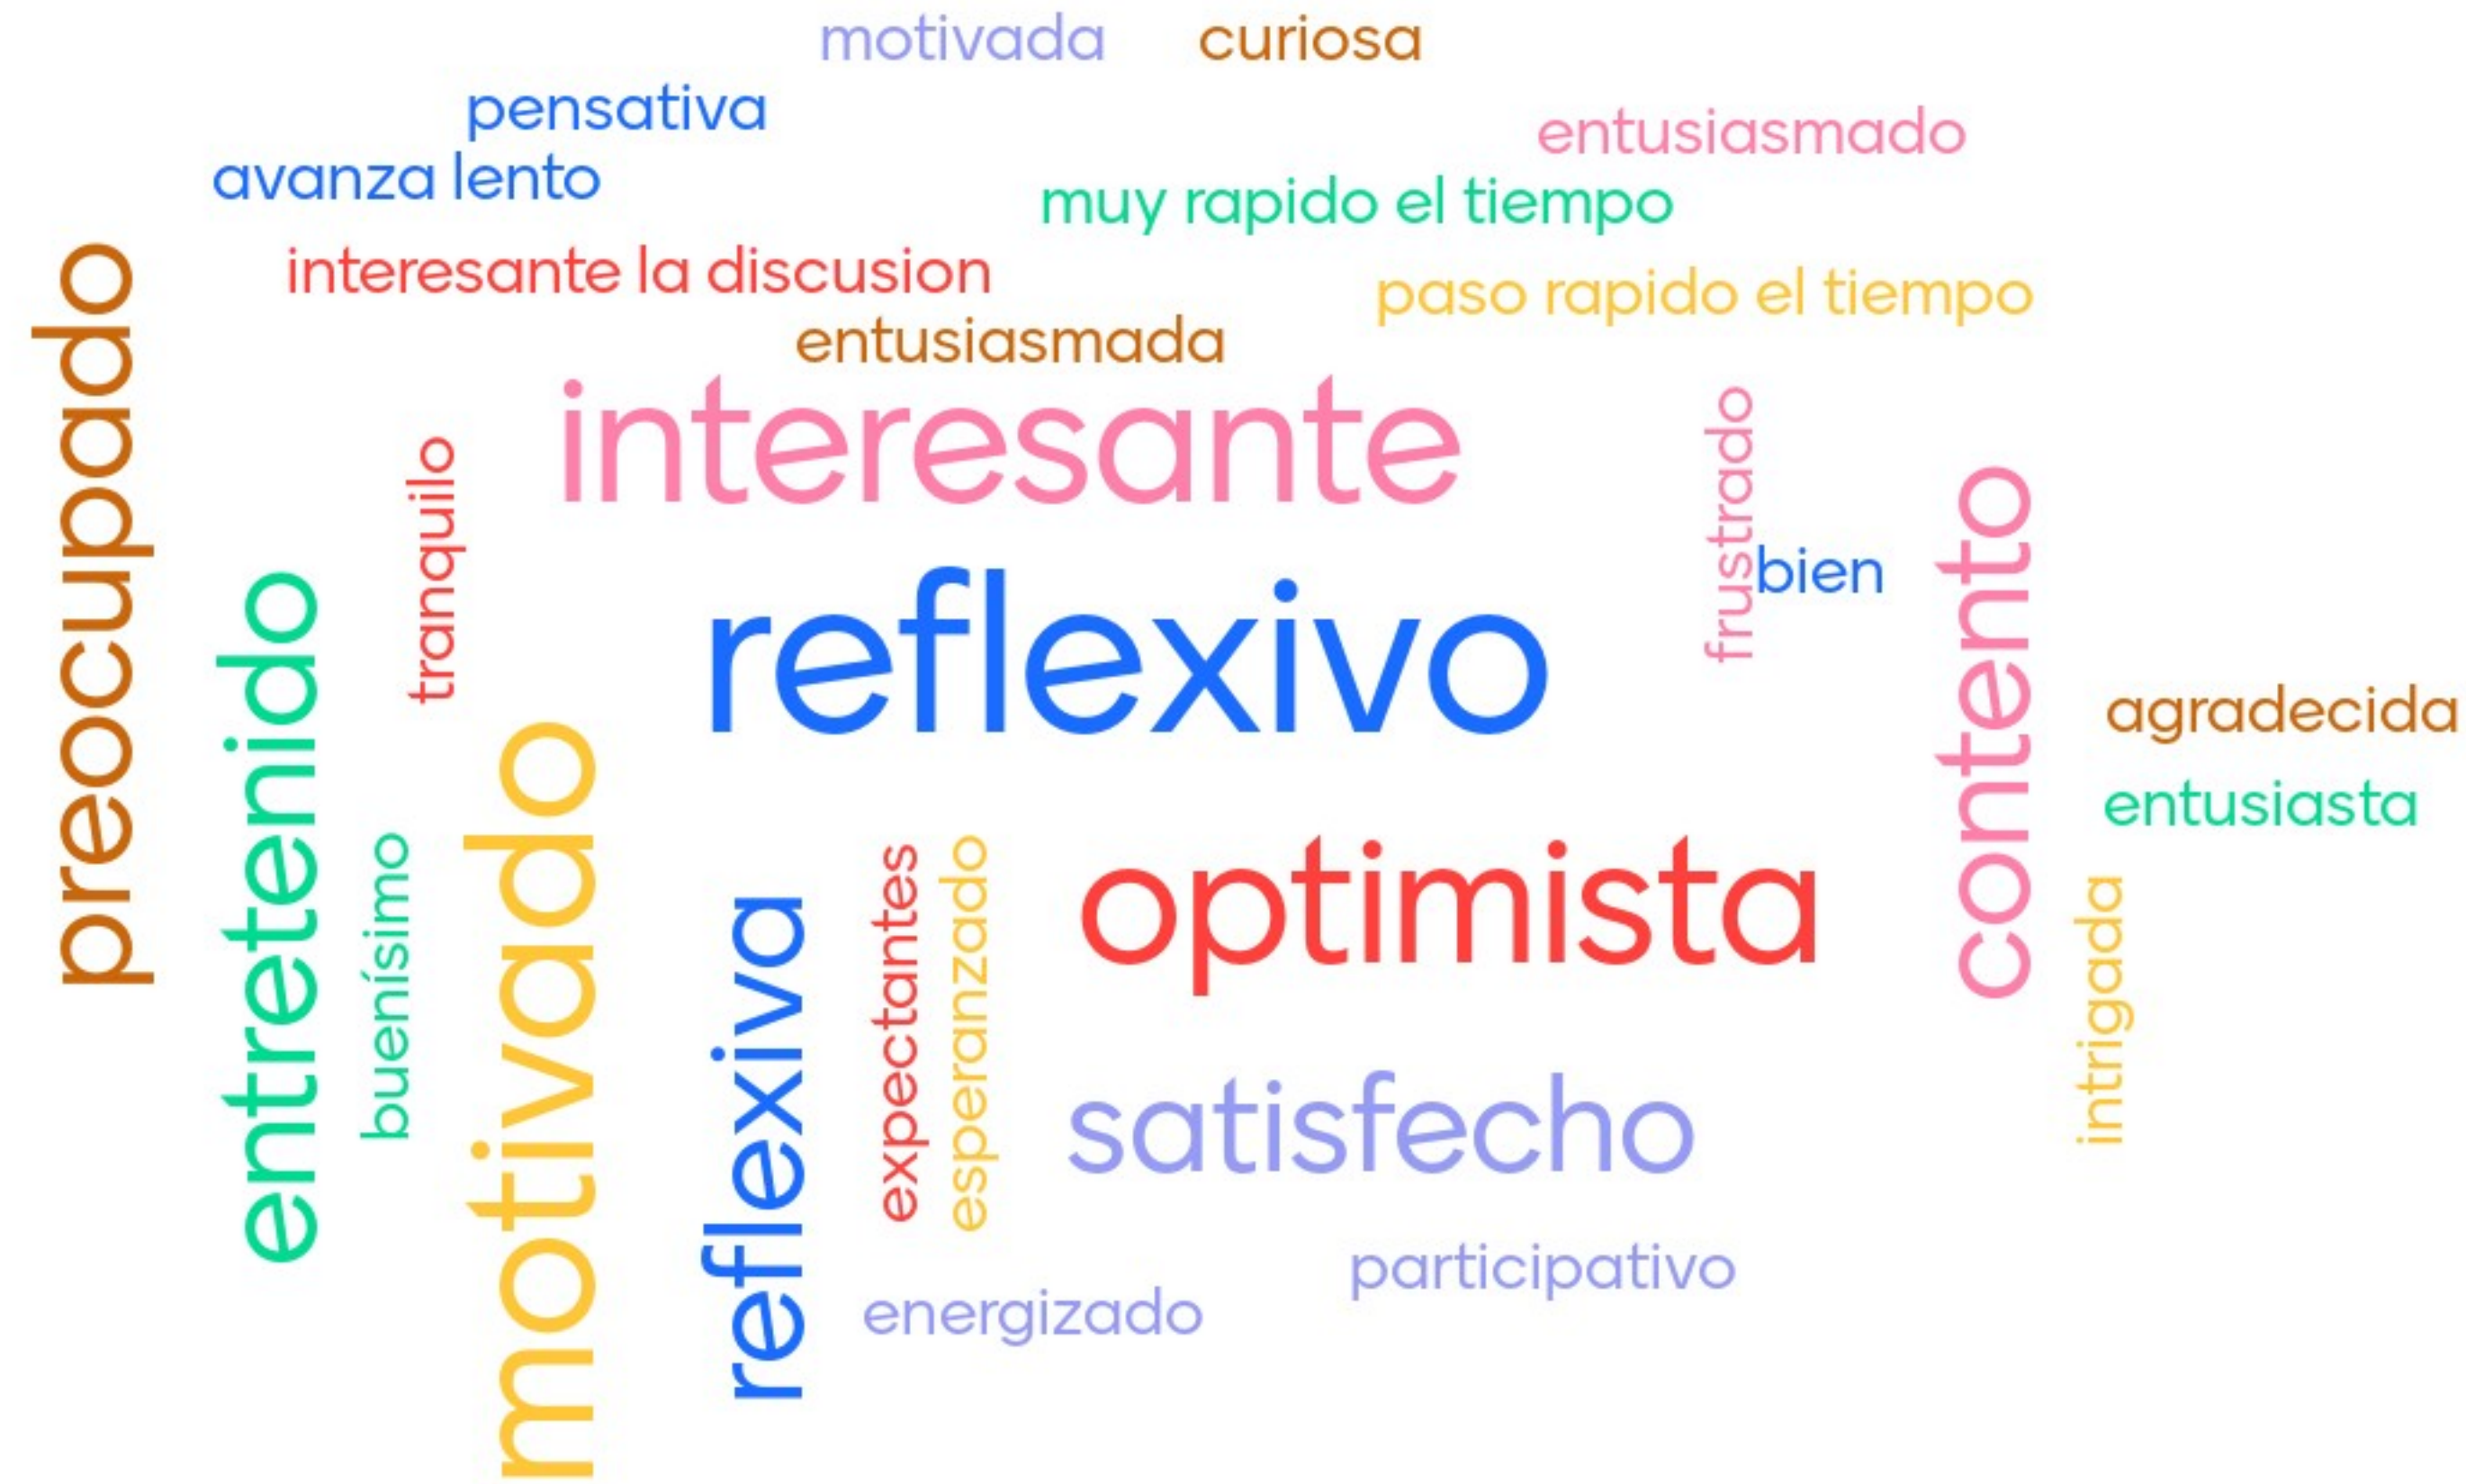 motivada
curiosa
pensativa
entusiasmado
avanza lento
muy rapido el tiempo
interesante la discusion
paso rapido el tiempo
entusiasmada
preocupado
interesante
frustrado
tranquilo
contento
bien
reflexivo
entretenido
agradecida
entusiasta
motivado
buenísimo
optimista
expectantes
esperanzado
reflexiva
intrigada
satisfecho
participativo
energizado